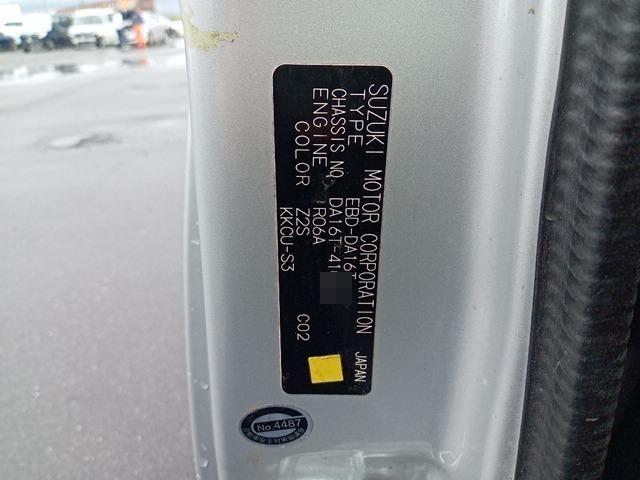 SUZUKI MOTOR CORPORATION JAPAN
TYPE EBD-DA16T
CHASSIS NO. DA16T-41
ENGINE R06A
COLOR Z2S C02
KKCU-S3
No.4487